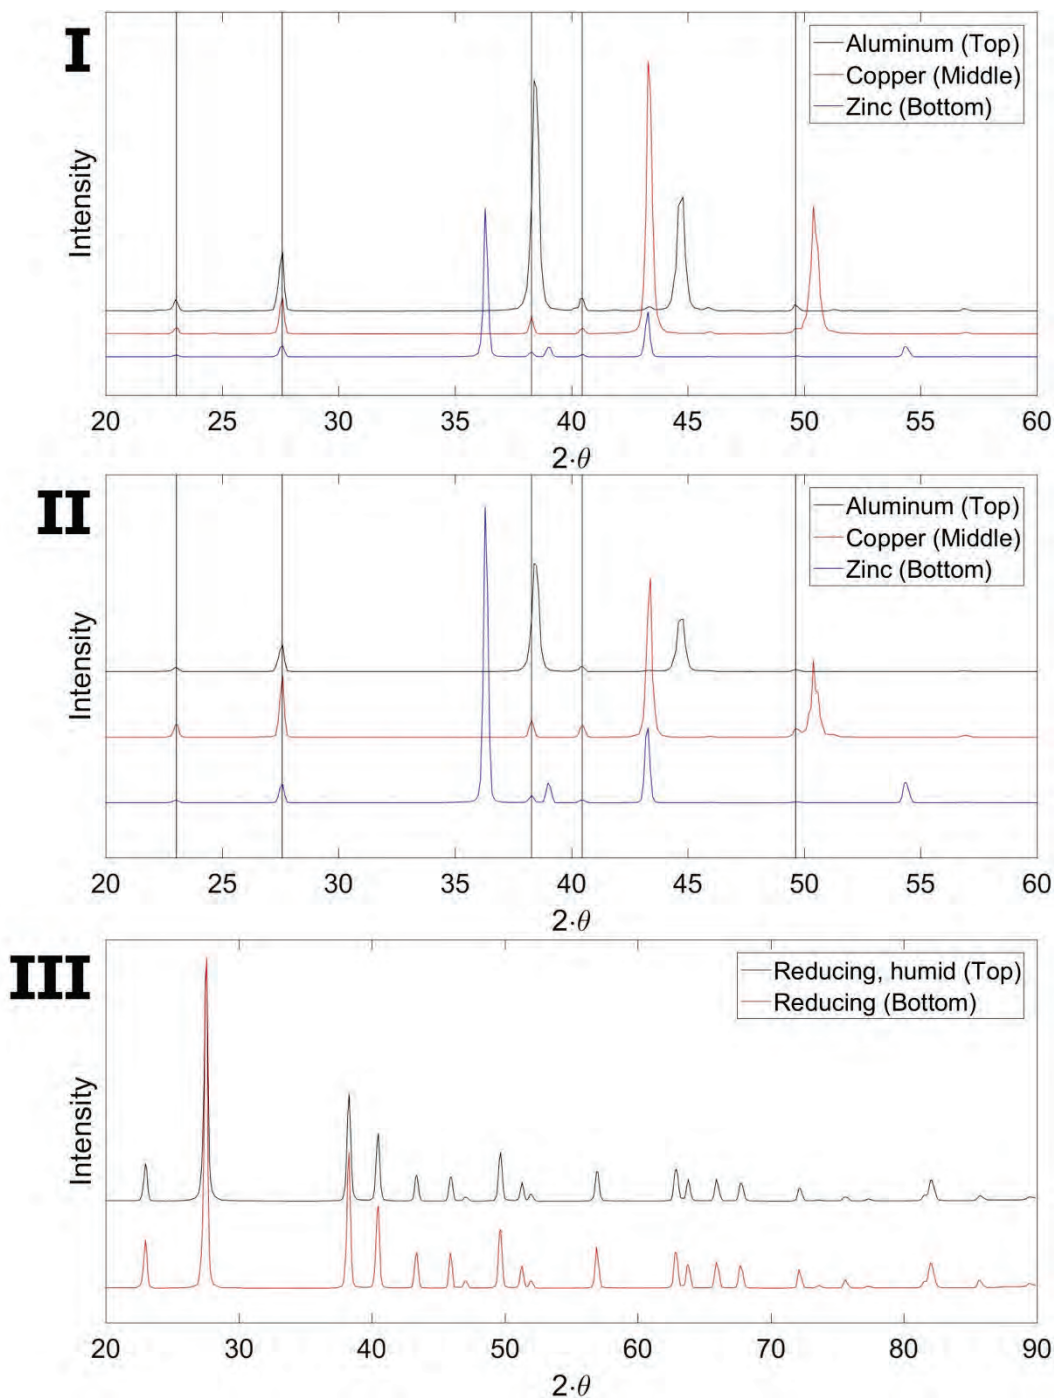 I
Aluminum (Top)
Copper (Middle)
Zinc (Bottom)
Intensity
20 25 30 35 40 45 50 55 60
2·θ
II
Aluminum (Top)
Copper (Middle)
Zinc (Bottom)
Intensity
20 25 30 35 40 45 50 55 60
2·θ
III
Reducing, humid (Top)
Reducing (Bottom)
Intensity
20 30 40 50 60 70 80 90
2·θ